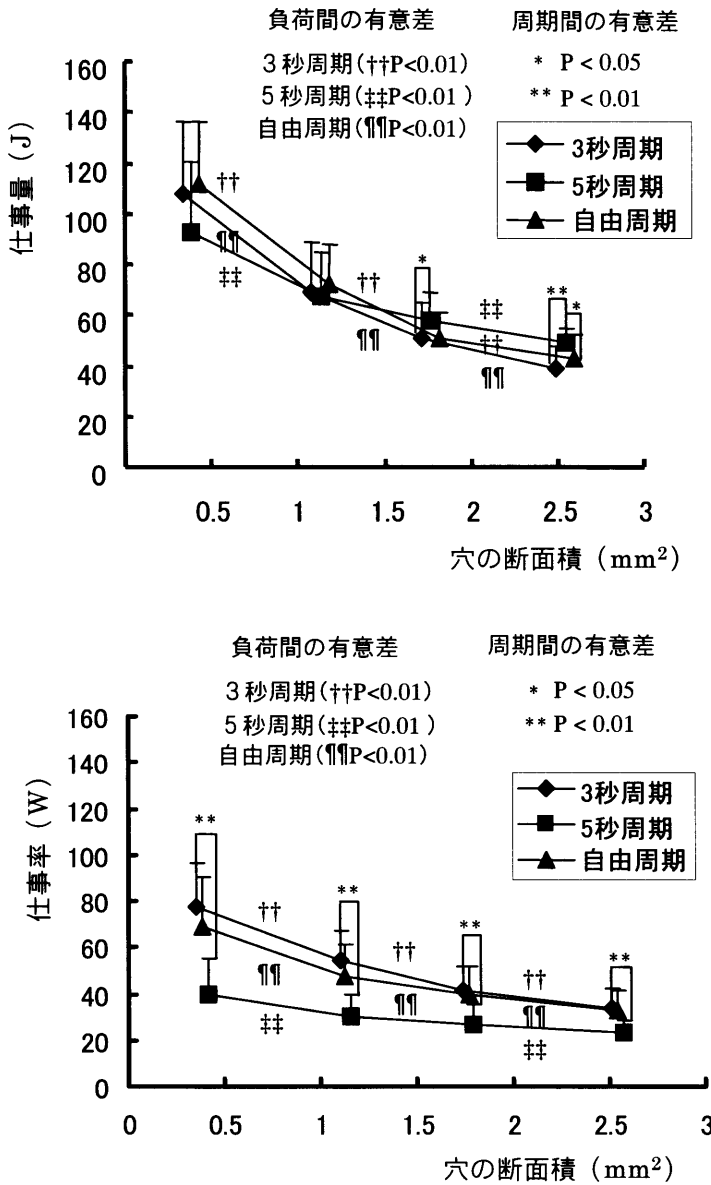 負荷間の有意差 周期間の有意差
3秒周期(††P<0.01) * P < 0.05
5秒周期(‡‡P<0.01 ) ** P < 0.01
自由周期(¶¶P<0.01)
3秒周期
5秒周期
自由周期
仕事量 (J)
160
140
120
100
80
60
40
20
0
††
¶¶
‡‡
††
¶¶
*
‡‡
††
¶¶
**
*
0.5 1 1.5 2 2.5 3
穴の断面積 (mm²)
負荷間の有意差 周期間の有意差
3秒周期(††P<0.01) * P < 0.05
5秒周期(‡‡P<0.01 ) ** P < 0.01
自由周期(¶¶P<0.01)
3秒周期
5秒周期
自由周期
仕事率 (W)
160
140
120
100
80
60
40
20
0
**
††
¶¶
‡‡
**
††
¶¶
**
††
¶¶
‡‡
**
0 0.5 1 1.5 2 2.5 3
穴の断面積 (mm²)